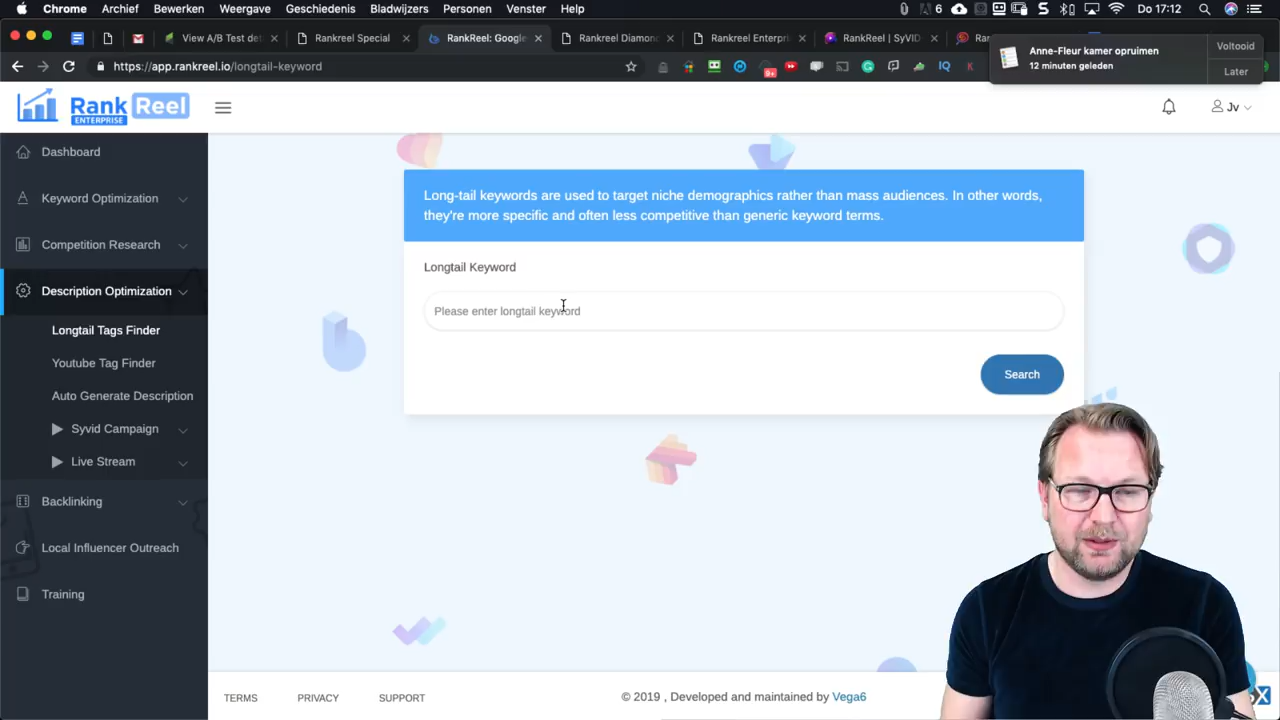 Chrome Archief Bewerken Weergave Geschiedenis Bladwijzers Personen Venster Help 6 Do 17:12
View A/B Test det
Rankreel Special
RankReel: Google
Rankreel Diamon
Rankreel Enterpri
RankReel | SyVID
Anne-Fleur kamer opruimen
12 minuten geleden
Voltooid
Later
https://app.rankreel.io/longtail-keyword
RankReel
ENTERPRISE
Jv
Dashboard
Keyword Optimization
Competition Research
Description Optimization
Longtail Tags Finder
Youtube Tag Finder
Auto Generate Description
Syvid Campaign
Live Stream
Backlinking
Local Influencer Outreach
Training
Long-tail keywords are used to target niche demographics rather than mass audiences. In other words,
they're more specific and often less competitive than generic keyword terms.
Longtail Keyword
Please enter longtail keyword
Search
TERMS PRIVACY SUPPORT
© 2019 , Developed and maintained by Vega6